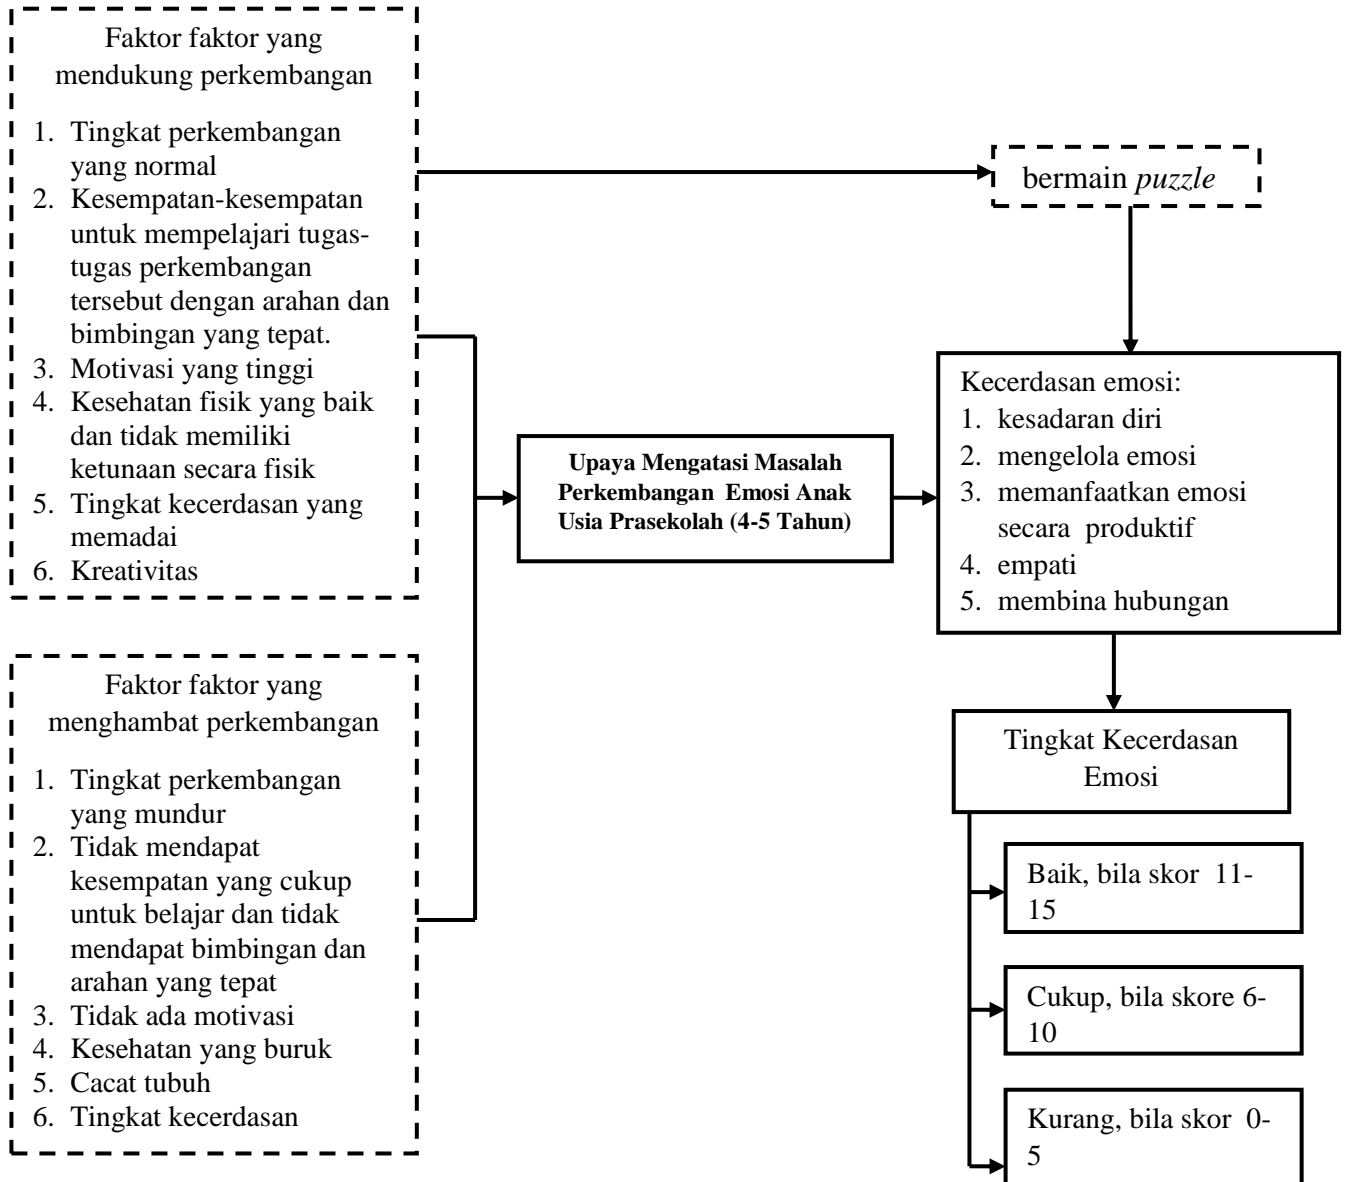 Faktor faktor yang
mendukung perkembangan
1. Tingkat perkembangan
yang normal
2. Kesempatan-kesempatan
untuk mempelajari tugas-
tugas perkembangan
tersebut dengan arahan dan
bimbingan yang tepat.
3. Motivasi yang tinggi
4. Kesehatan fisik yang baik
dan tidak memiliki
ketunaan secara fisik
5. Tingkat kecerdasan yang
memadai
6. Kreativitas
Faktor faktor yang
menghambat perkembangan
1. Tingkat perkembangan
yang mundur
2. Tidak mendapat
kesempatan yang cukup
untuk belajar dan tidak
mendapat bimbingan dan
arahan yang tepat
3. Tidak ada motivasi
4. Kesehatan yang buruk
5. Cacat tubuh
6. Tingkat kecerdasan
Upaya Mengatasi Masalah
Perkembangan Emosi Anak
Usia Prasekolah (4-5 Tahun)
bermain puzzle
Kecerdasan emosi:
1. kesadaran diri
2. mengelola emosi
3. memanfaatkan emosi
secara produktif
4. empati
5. membina hubungan
Tingkat Kecerdasan
Emosi
Baik, bila skor 11-
15
Cukup, bila skore 6-
10
Kurang, bila skor 0-
5